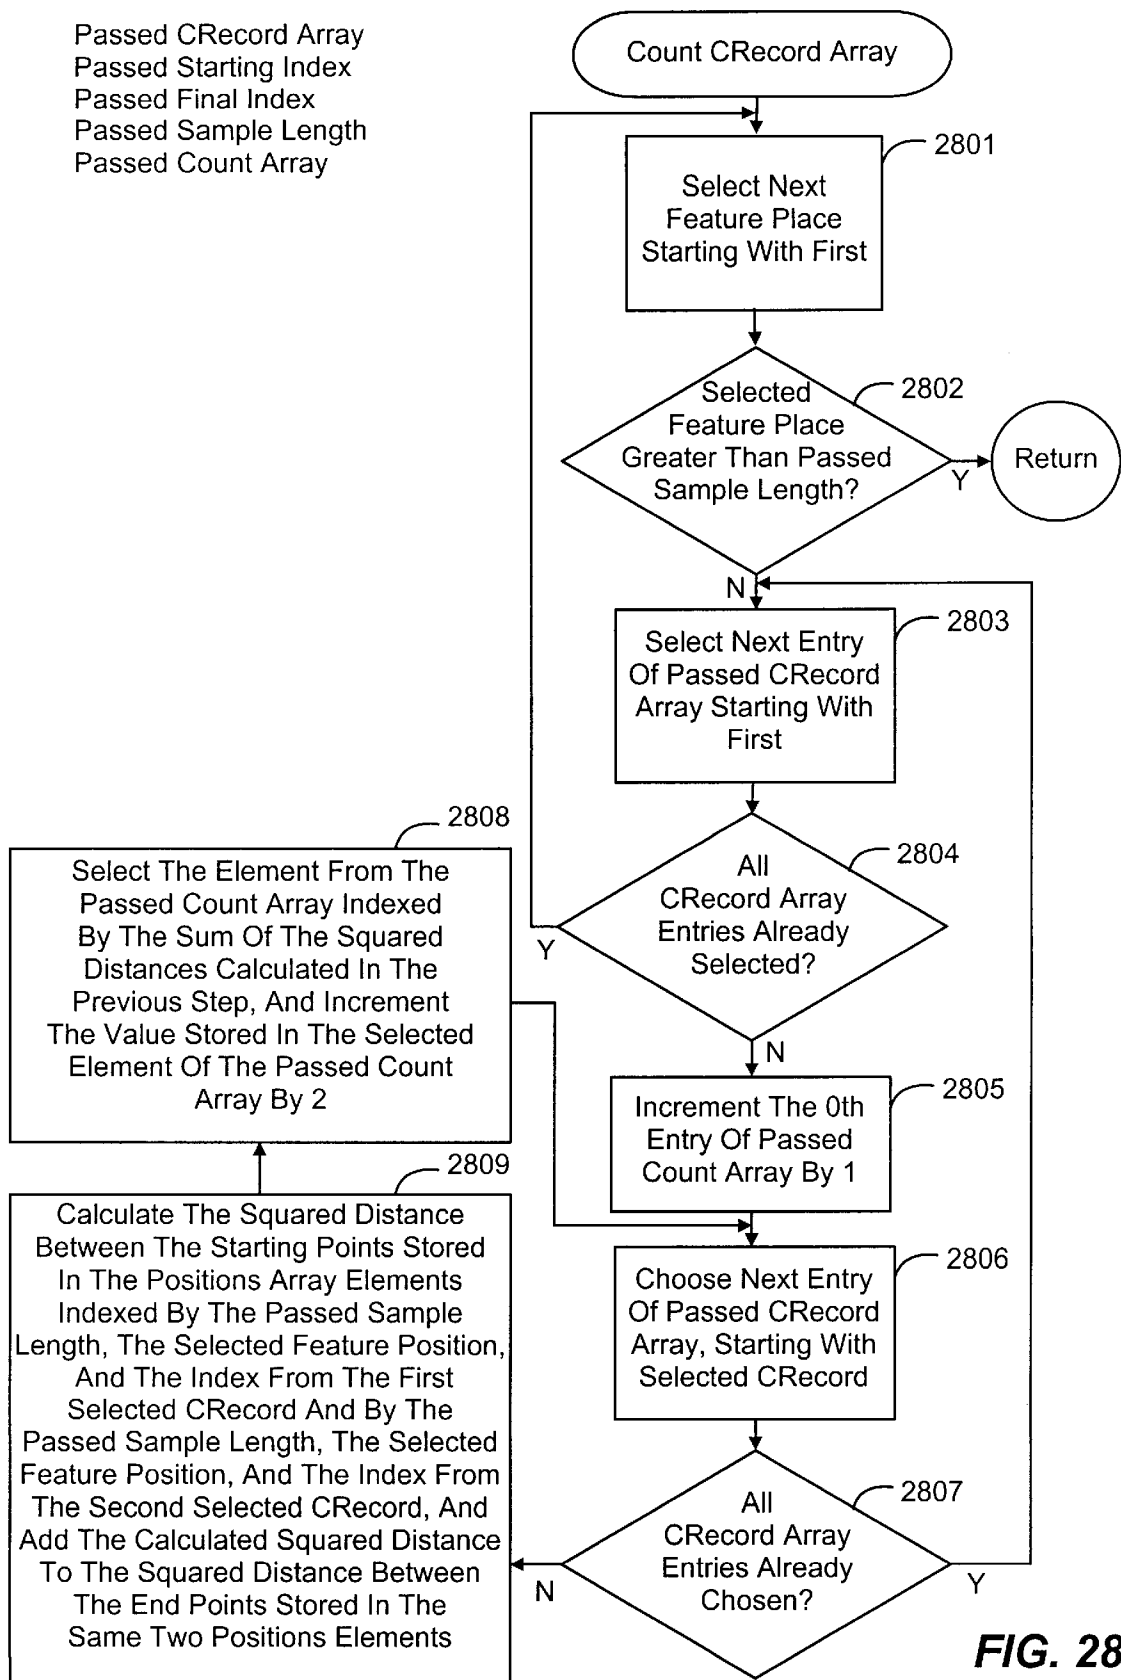 Passed CRecord Array
Passed Starting Index
Passed Final Index
Passed Sample Length
Passed Count Array
Count CRecord Array
2801
Select Next
Feature Place
Starting With First
2802
Selected
Feature Place
Greater Than Passed
Sample Length?
Y
Return
N
2803
Select Next Entry
Of Passed CRecord
Array Starting With
First
2804
All
CRecord Array
Entries Already
Selected?
Y
N
2805
Increment The 0th
Entry Of Passed
Count Array By 1
2806
Choose Next Entry
Of Passed CRecord
Array, Starting With
Selected CRecord
2807
All
CRecord Array
Entries Already
Chosen?
Y
N
2808
Select The Element From The
Passed Count Array Indexed
By The Sum Of The Squared
Distances Calculated In The
Previous Step, And Increment
The Value Stored In The Selected
Element Of The Passed Count
Array By 2
2809
Calculate The Squared Distance
Between The Starting Points Stored
In The Positions Array Elements
Indexed By The Passed Sample
Length, The Selected Feature Position,
And The Index From The First
Selected CRecord And By The
Passed Sample Length, The Selected
Feature Position, And The Index From
The Second Selected CRecord, And
Add The Calculated Squared Distance
To The Squared Distance Between
The End Points Stored In The
Same Two Positions Elements
FIG. 28